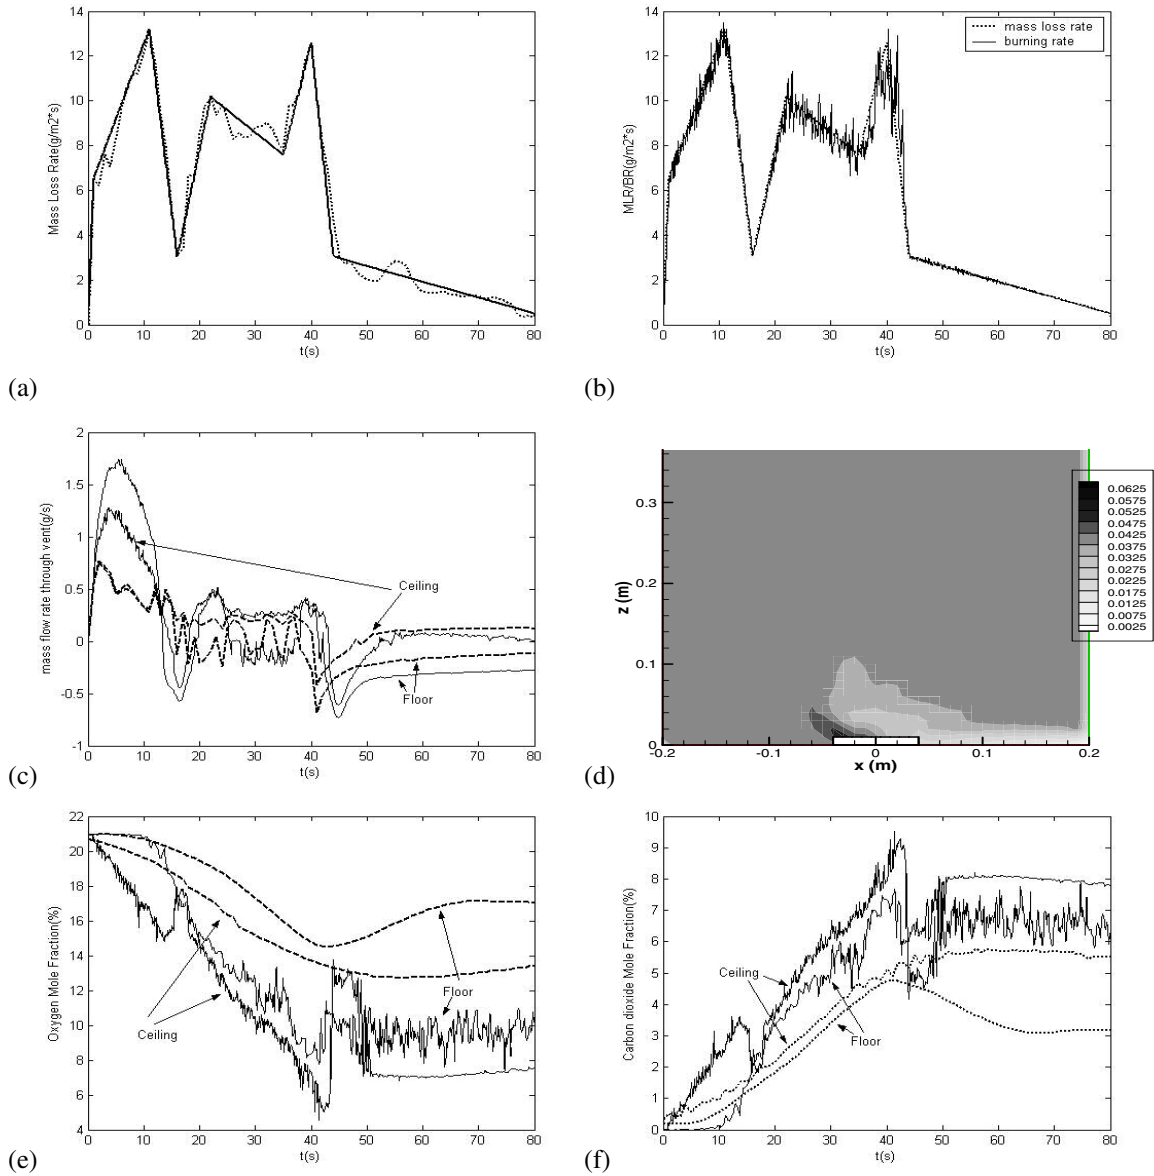 14
12
10
8
6
4
2
0
Mass Loss Rate(g/m2*s)
0 10 20 30 40 50 60 70 80
t(s)
(a)
14
12
10
8
6
4
2
0
MLR/BR(g/m2*s)
mass loss rate
burning rate
0 10 20 30 40 50 60 70 80
t(s)
(b)
2
1.5
1
0.5
0
-0.5
-1
mass flow rate through vent(g/s)
Ceiling
Floor
0 10 20 30 40 50 60 70 80
t(s)
(c)
0.3
0.2
0.1
0
z (m)
0.0625
0.0575
0.0525
0.0475
0.0425
0.0375
0.0325
0.0275
0.0225
0.0175
0.0125
0.0075
0.0025
-0.2 -0.1 0 0.1 0.2
x (m)
(d)
22
20
18
16
14
12
10
8
6
4
Oxygen Mole Fraction(%)
Floor
Ceiling
0 10 20 30 40 50 60 70 80
t(s)
(e)
10
9
8
7
6
5
4
3
2
1
0
Carbon dioxide Mole Fraction(%)
Ceiling
Floor
0 10 20 30 40 50 60 70 80
t(s)
(f)